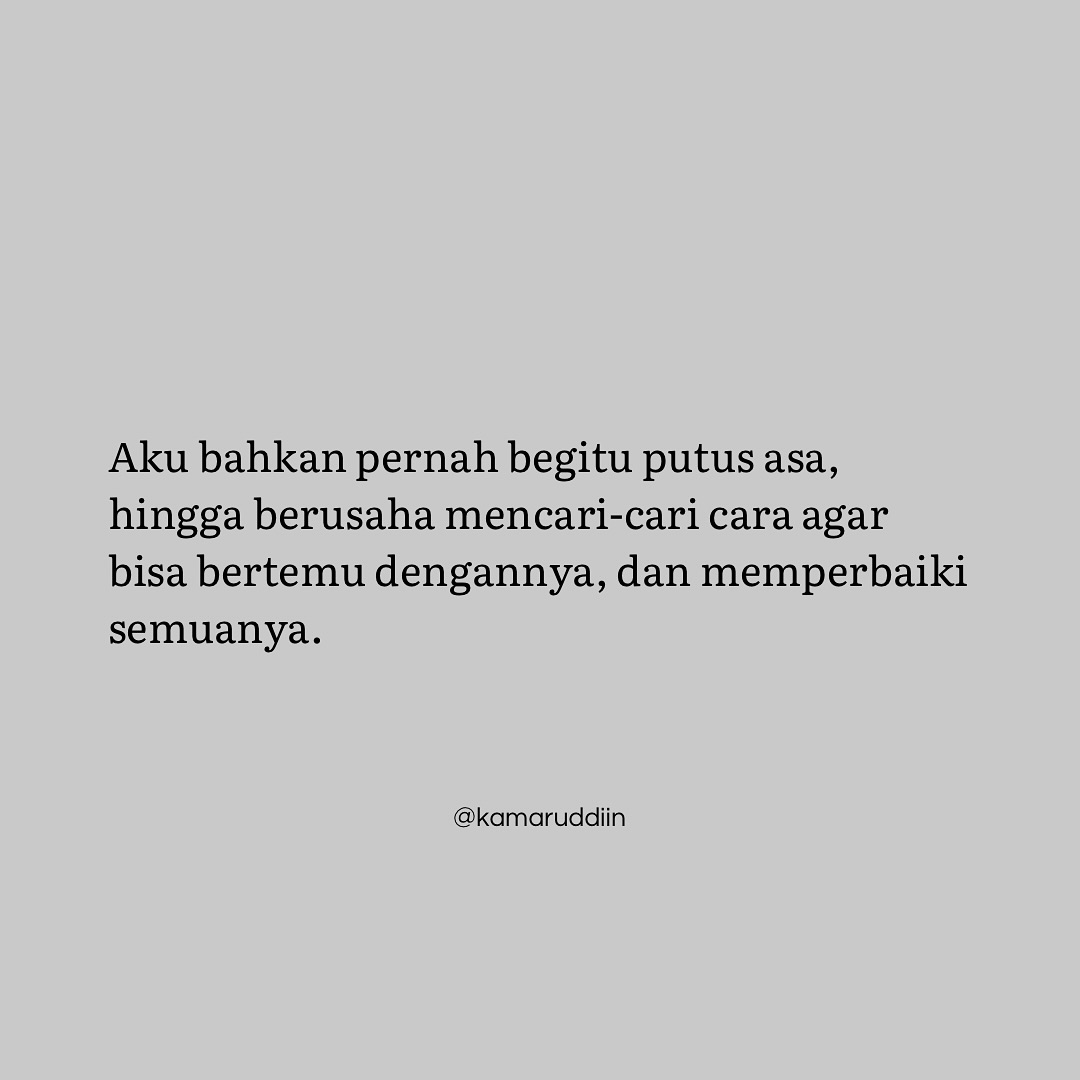 Aku bahkan pernah begitu putus asa,
hingga berusaha mencari-cari cara agar
bisa bertemu dengannya, dan memperbaiki
semuanya.
@kamaruddiin